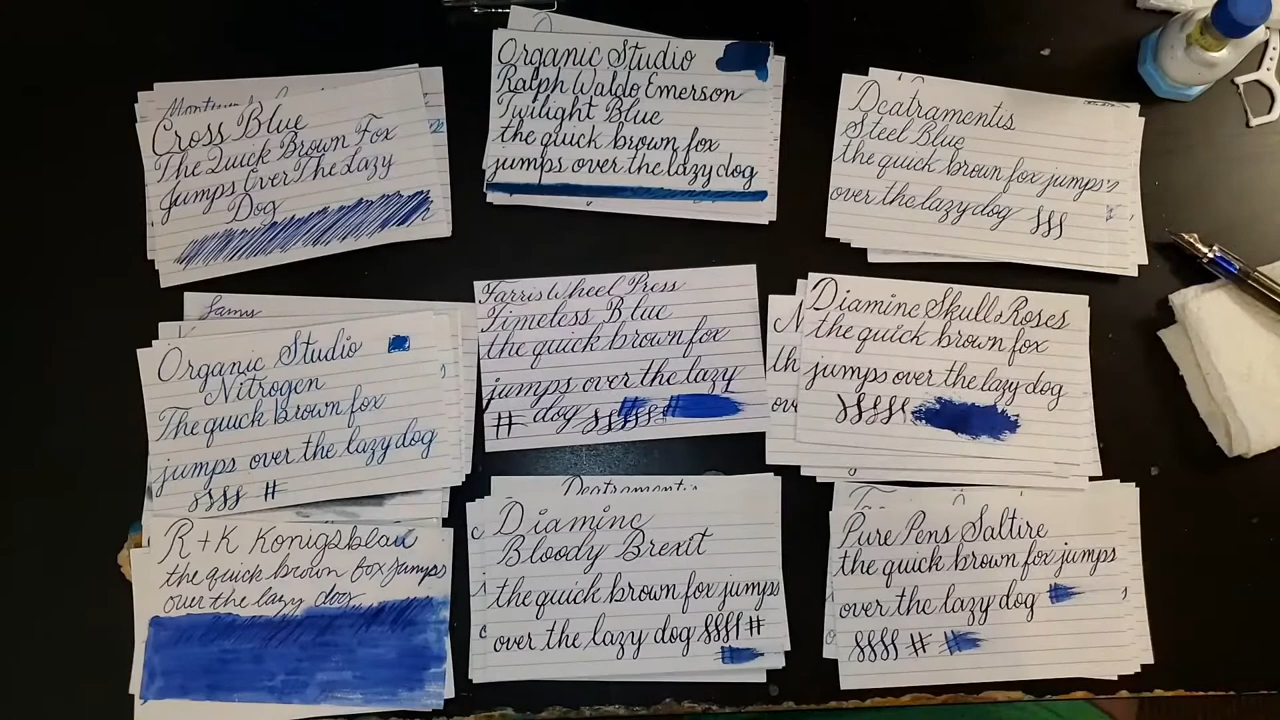 Cross Blue
The Quick Brown Fox
Jumps Over The Lazy
Dog
Organic Studio
Ralph Waldo Emerson
Twilight Blue
the quick brown fox
jumps over the lazy dog
Deatramentis
Steel Blue
the quick brown fox jumps
over the lazy dog
Lamy
Organic Studio
Nitrogen
The quick brown fox
jumps over the lazy dog
#
Farris Wheel Press
Timeless Blue
the quick brown fox
jumps over the lazy
# dog #
N
th
ov
Diamine Skull & Roses
the quick brown fox
jumps over the lazy dog
R+K Konigsblau
the quick brown fox jumps
over the lazy dog
Deatramentis
Diamine
Bloody Brexit
the quick brown fox jumps
over the lazy dog #
Pure Pens Saltire
the quick brown fox jumps
over the lazy dog #
# #